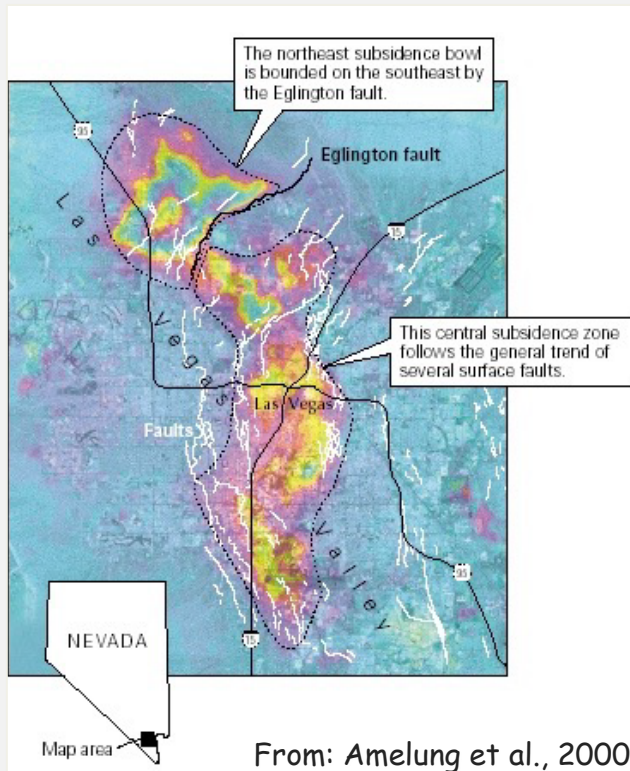 The northeast subsidence bowl
is bounded on the southeast by
the Eglington fault.
95
Eglington fault
Las
15
This central subsidence zone
follows the general trend of
several surface faults.
Vegas
Las Vegas
Faults
Valley
95
15
NEVADA
Map area
From: Amelung et al., 2000